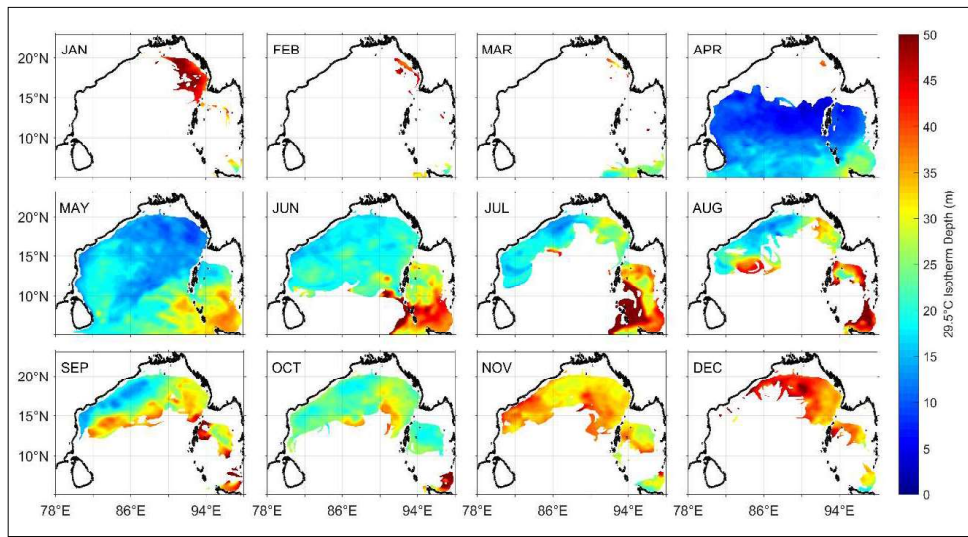 JAN
FEB
MAR
APR
20°N
15°N
10°N
MAY
JUN
JUL
AUG
20°N
15°N
10°N
SEP
OCT
NOV
DEC
20°N
15°N
10°N
78°E 86°E 94°E 78°E 86°E 94°E 78°E 86°E 94°E 78°E 86°E 94°E
50
45
40
35
30
25
20
15
10
5
0
29.5°C Isotherm Depth (m)